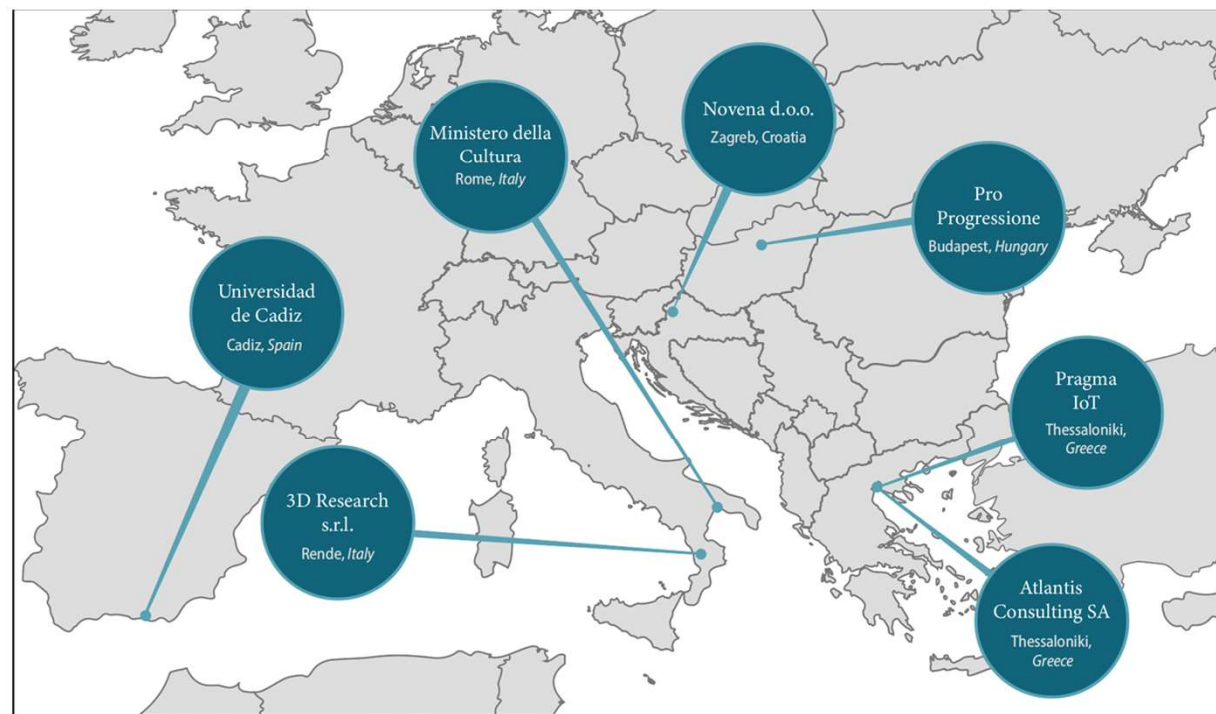 Ministero della
Cultura
Rome, Italy
Novena d.o.o.
Zagreb, Croatia
Pro
Progressione
Budapest, Hungary
Universidad
de Cadiz
Cadiz, Spain
Pragma
IoT
Thessaloniki,
Greece
3D Research
s.r.l.
Rende, Italy
Atlantis
Consulting SA
Thessaloniki,
Greece